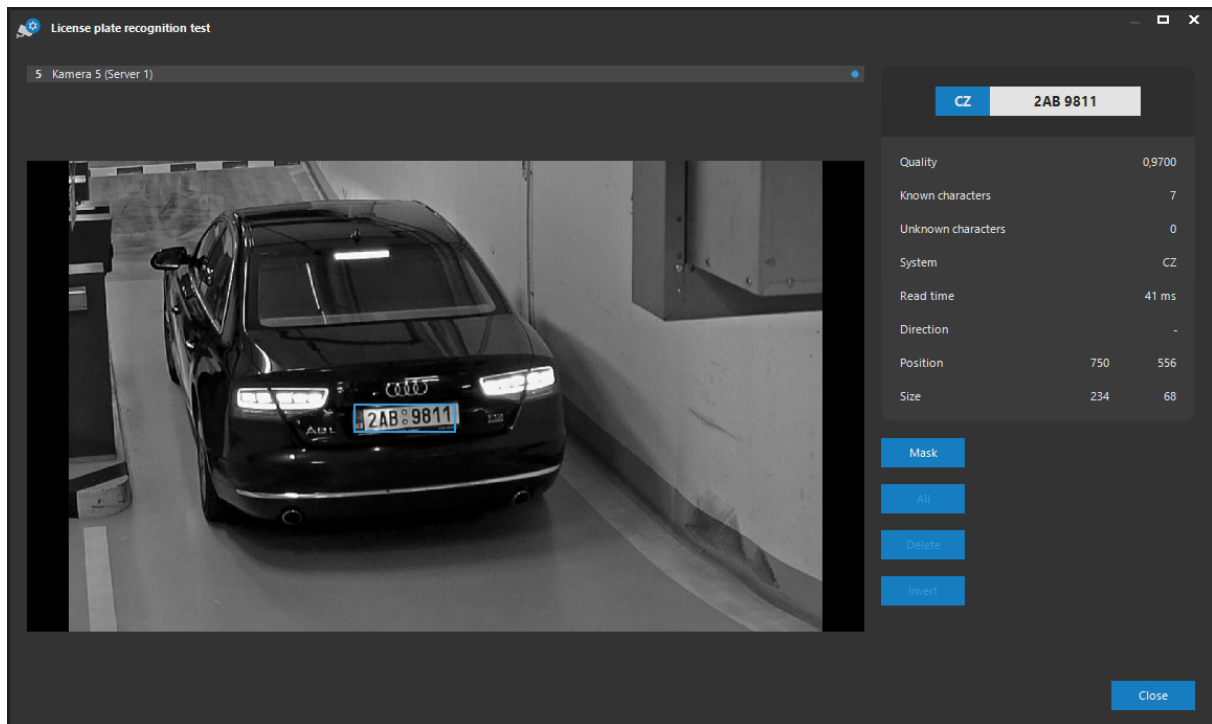 License plate recognition test
5 Kamera 5 (Server 1)
CZ 2AB 9811
Quality 0,9700
Known characters 7
Unknown characters 0
System CZ
Read time 41 ms
Direction -
Position 750 556
Size 234 68
2AB 9811
A8L
Mask
All
Delete
Invert
Close